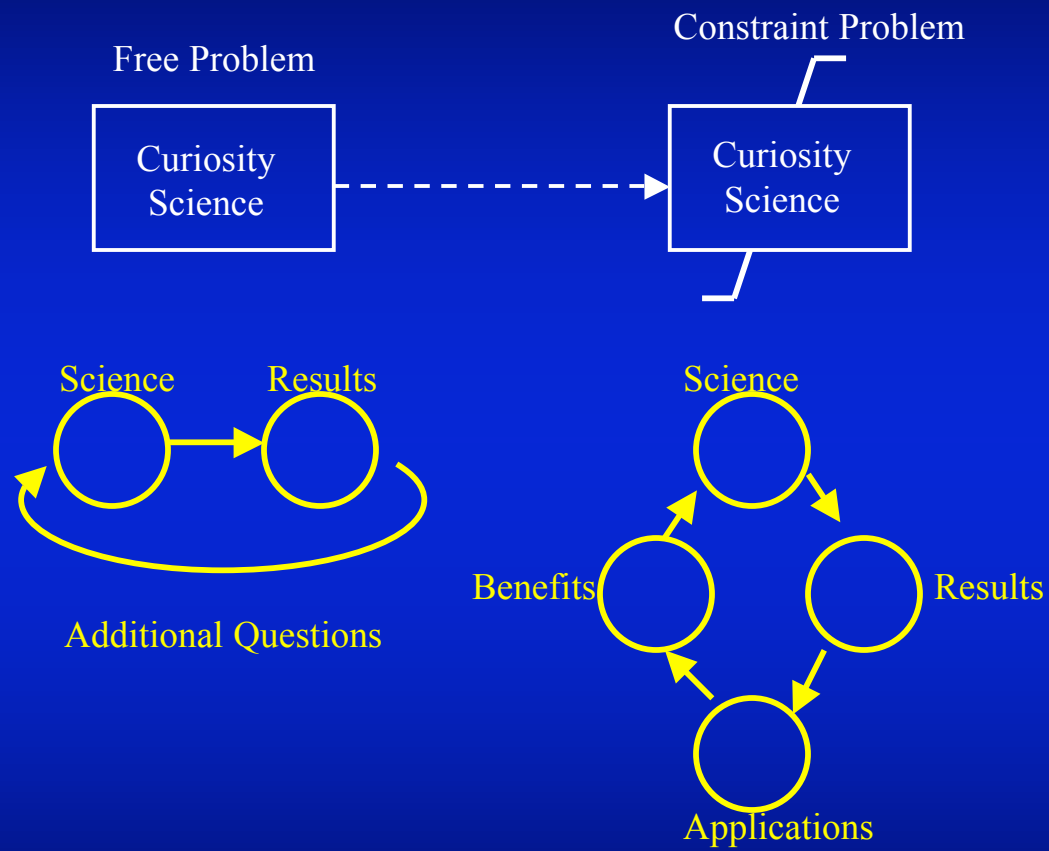 Free Problem
Curiosity
Science
Constraint Problem
Curiosity
Science
Science
Results
Additional Questions
Science
Benefits
Results
Applications